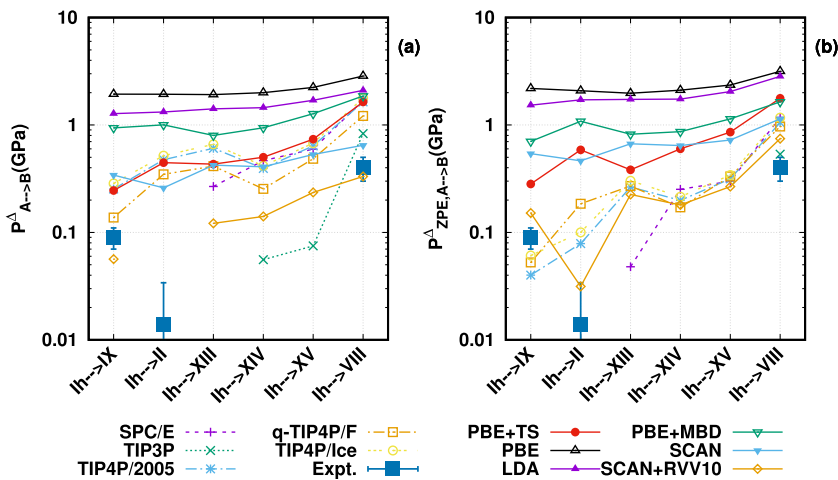 10
1
0.1
0.01
P^Δ_A-->B(GPa)
(a)
Ih-->IX
Ih-->II
Ih-->XIII
Ih-->XIV
Ih-->XV
Ih-->VIII
10
1
0.1
0.01
P^Δ_ZPE,A-->B(GPa)
(b)
Ih-->IX
Ih-->II
Ih-->XIII
Ih-->XIV
Ih-->XV
Ih-->VIII
SPC/E
TIP3P
TIP4P/2005
q-TIP4P/F
TIP4P/Ice
Expt.
PBE+TS
PBE
LDA
PBE+MBD
SCAN
SCAN+RVV10